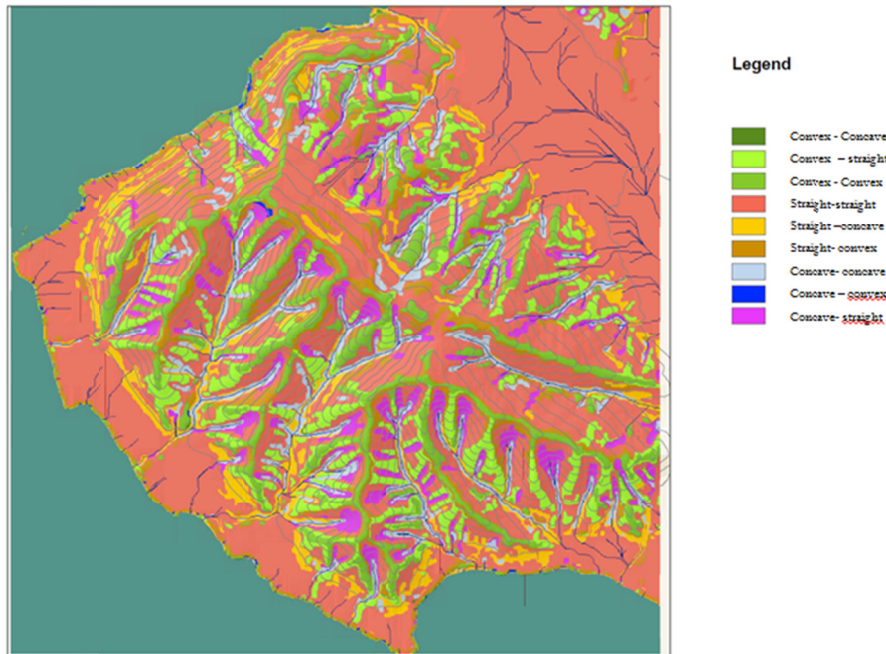 Legend
Convex - Concave
Convex – straight
Convex - Convex
Straight-straight
Straight –concave
Straight- convex
Concave- concave
Concave – convex
Concave- straight